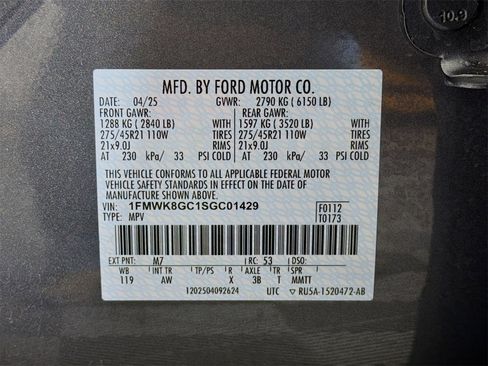 10.9
MFD. BY FORD MOTOR CO.
DATE: 04/25 GVWR: 2790 KG ( 6150 LB)
FRONT GAWR: REAR GAWR:
1288 KG ( 2840 LB) WITH 1597 KG ( 3520 LB) WITH
275/45R21 110W TIRES 275/45R21 110W TIRES
21x9.0J RIMS 21x9.0J RIMS
AT 230 kPa/ 33 PSI COLD AT 230 kPa/ 33 PSI COLD
THIS VEHICLE CONFORMS TO ALL APPLICABLE FEDERAL MOTOR
VEHICLE SAFETY AND THEFT PREVENTION STANDARDS IN EFFECT ON THE DATE OF
MANUFACTURE SHOWN ABOVE.
VIN: 1FMWK8GC1SGC01429 F0112
TYPE: MPV T0173
EXT PNT: M7 RC: 53 DSO:
WB INT TR TP/PS R AXLE TR SPR
119 AW X 3B T MMTT
1202504092624 UTC ▽ RU5A-1520472-AB